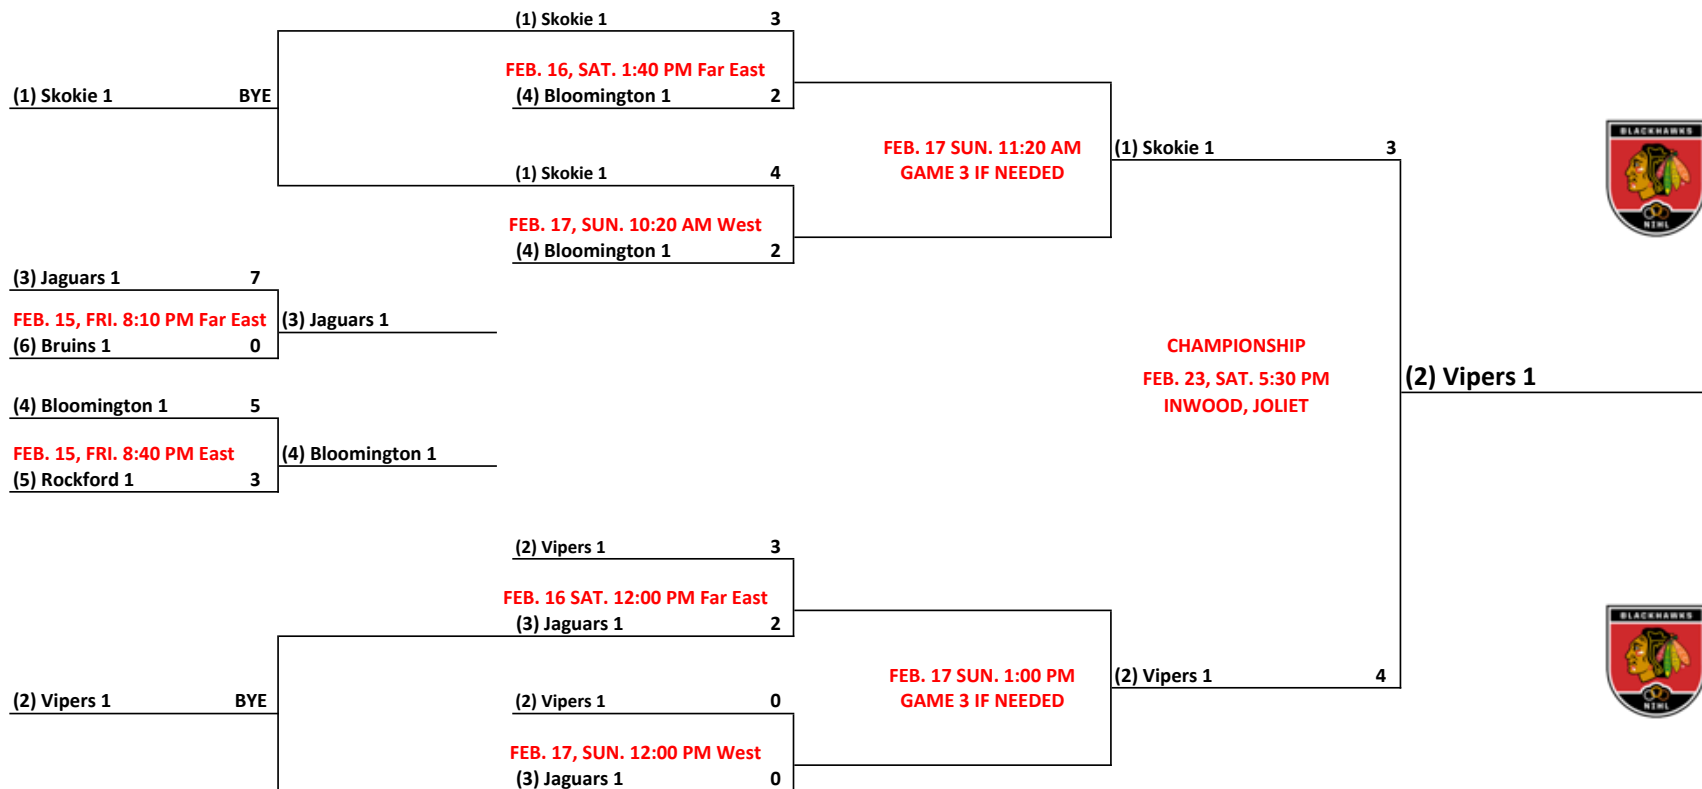 (1) Skokie 1 3
FEB. 16, SAT. 1:40 PM Far East
(1) Skokie 1 BYE
(4) Bloomington 1 2
FEB. 17 SUN. 11:20 AM
GAME 3 IF NEEDED
(1) Skokie 1 3
(1) Skokie 1 4
FEB. 17, SUN. 10:20 AM West
(4) Bloomington 1 2
(3) Jaguars 1 7
FEB. 15, FRI. 8:10 PM Far East
(3) Jaguars 1
(6) Bruins 1 0
CHAMPIONSHIP
FEB. 23, SAT. 5:30 PM
INWOOD, JOLIET
(2) Vipers 1
(4) Bloomington 1 5
FEB. 15, FRI. 8:40 PM East
(4) Bloomington 1
(5) Rockford 1 3
(2) Vipers 1 3
FEB. 16 SAT. 12:00 PM Far East
(3) Jaguars 1 2
FEB. 17 SUN. 1:00 PM
GAME 3 IF NEEDED
(2) Vipers 1 4
(2) Vipers 1 BYE
(2) Vipers 1 0
FEB. 17, SUN. 12:00 PM West
(3) Jaguars 1 0
BLACKHAWKS
NIHL
BLACKHAWKS
NIHL